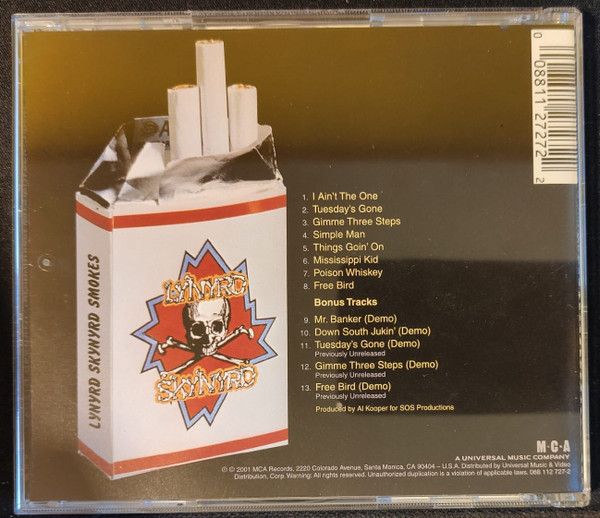 LYNYRD SKYNYRD SMOKES
LYNYRD
SKYNYRD
1. I Ain't The One
2. Tuesday's Gone
3. Gimme Three Steps
4. Simple Man
5. Things Goin' On
6. Mississippi Kid
7. Poison Whiskey
8. Free Bird
Bonus Tracks
9. Mr. Banker (Demo)
10. Down South Jukin' (Demo)
11. Tuesday's Gone (Demo)
Previously Unreleased
12. Gimme Three Steps (Demo)
Previously Unreleased
13. Free Bird (Demo)
Previously Unreleased
Produced by Al Kooper for SOS Productions
0 08811 27272 2
M·C·A
A UNIVERSAL MUSIC COMPANY
℗ © 2001 MCA Records, 2220 Colorado Avenue, Santa Monica, CA 90404 – U.S.A. Distributed by Universal Music & Video
Distribution, Corp. Warning: All rights reserved. Unauthorized duplication is a violation of applicable laws. 088 112 727-2